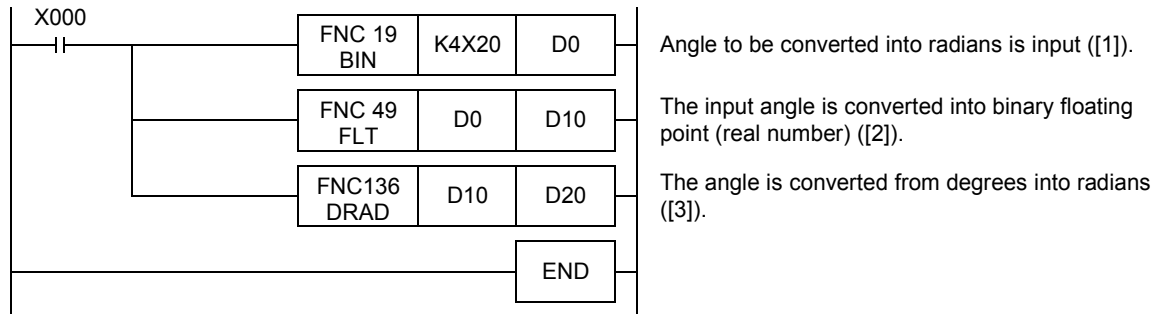 X000
FNC 19
BIN
K4X20
D0
Angle to be converted into radians is input ([1]).
FNC 49
FLT
D0
D10
The input angle is converted into binary floating
point (real number) ([2]).
FNC136
DRAD
D10
D20
The angle is converted from degrees into radians
([3]).
END